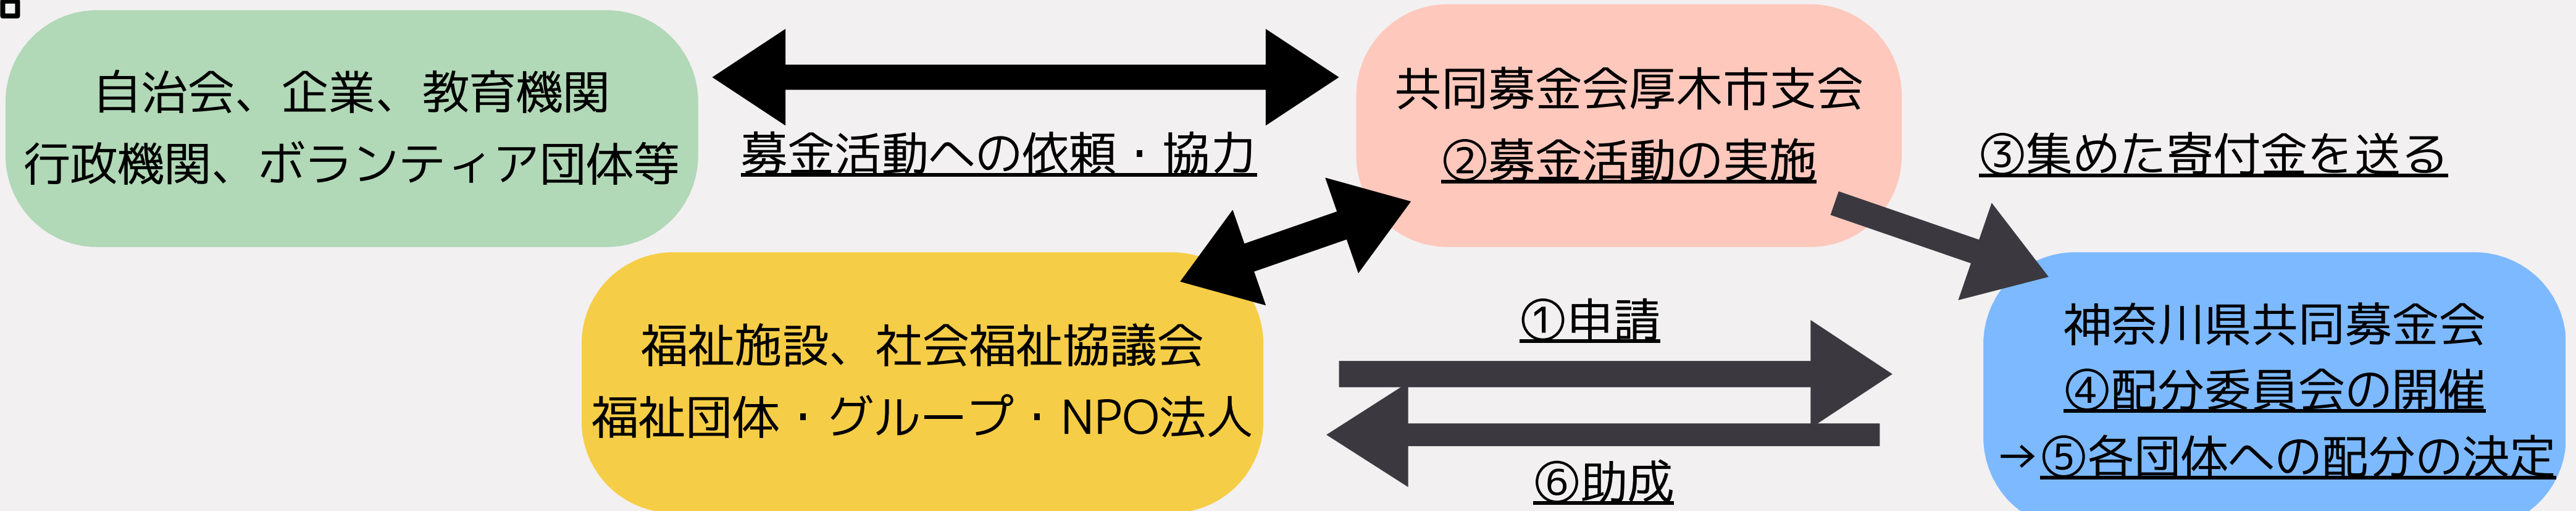 自治会、企業、教育機関
行政機関、ボランティア団体等
募金活動への依頼・協力
共同募金会厚木市支会
②募金活動の実施
③集めた寄付金を送る
福祉施設、社会福祉協議会
福祉団体・グループ・NPO法人
①申請
⑥助成
神奈川県共同募金会
④配分委員会の開催
→⑤各団体への配分の決定